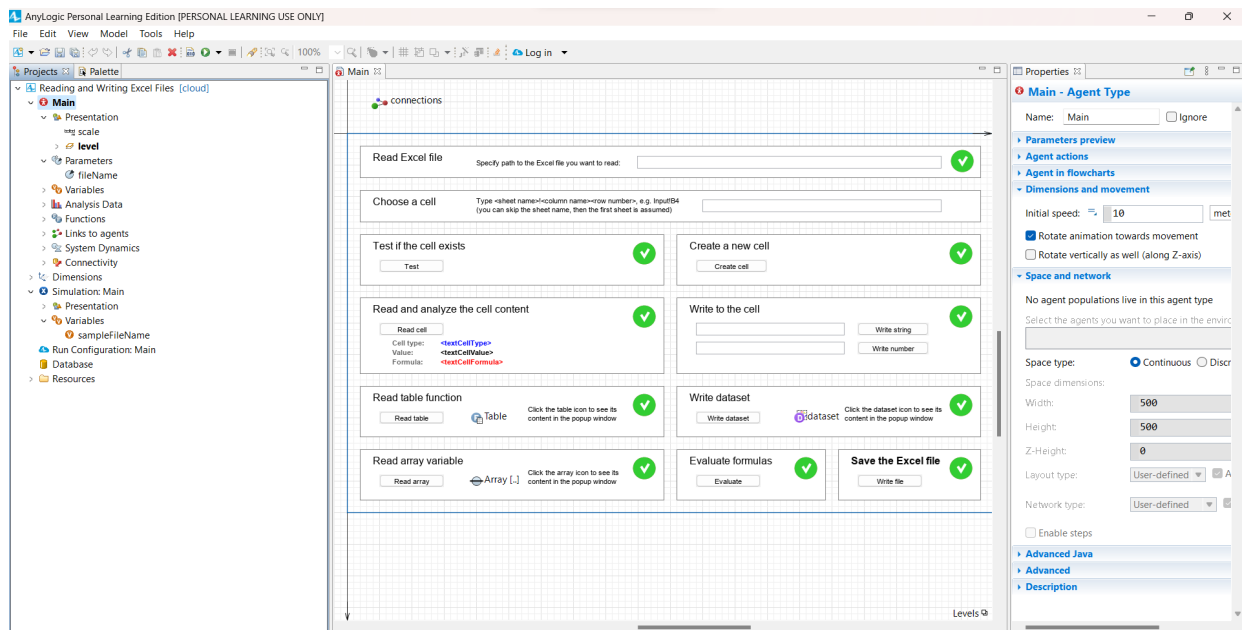 AnyLogic Personal Learning Edition [PERSONAL LEARNING USE ONLY]
File Edit View Model Tools Help
100% Log in
Projects Palette
Reading and Writing Excel Files [cloud]
Main
Presentation
scale
level
Parameters
fileName
Variables
Analysis Data
Functions
Links to agents
System Dynamics
Connectivity
Dimensions
Simulation: Main
Presentation
Variables
sampleFileName
Run Configuration: Main
Database
Resources
Main
connections
Read Excel file
Specify path to the Excel file you want to read:
Choose a cell
Type <sheet name>!<column name><row number>, e.g. Input!B4
(you can skip the sheet name, then the first sheet is assumed)
Test if the cell exists
Test
Create a new cell
Create cell
Read and analyze the cell content
Read cell
Cell type: <textCellType>
Value: <textCellValue>
Formula: <textCellFormula>
Write to the cell
Write string
Write number
Read table function
Read table
Table
Click the table icon to see its
content in the popup window
Write dataset
Write dataset
dataset
Click the dataset icon to see its
content in the popup window
Read array variable
Read array
Array [..]
Click the array icon to see its
content in the popup window
Evaluate formulas
Evaluate
Save the Excel file
Write file
Levels
Properties
Main - Agent Type
Name: Main Ignore
Parameters preview
Agent actions
Agent in flowcharts
Dimensions and movement
Initial speed: 10 met
Rotate animation towards movement
Rotate vertically as well (along Z-axis)
Space and network
No agent populations live in this agent type
Select the agents you want to place in the enviro
Space type: Continuous Discr
Space dimensions:
Width: 500
Height: 500
Z-Height: 0
Layout type: User-defined A
Network type: User-defined
Enable steps
Advanced Java
Advanced
Description